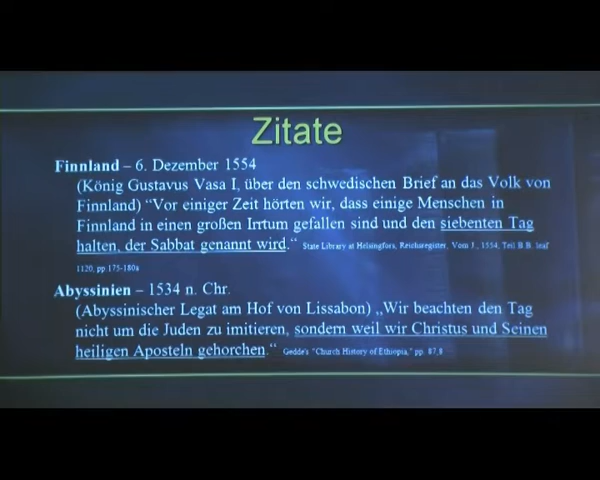 Zitate
Finnland – 6. Dezember 1554
(König Gustavus Vasa I, über den schwedischen Brief an das Volk von
Finnland) “Vor einiger Zeit hörten wir, dass einige Menschen in
Finnland in einen großen Irrtum gefallen sind und den siebenten Tag
halten, der Sabbat genannt wird.“ State Library at Helsingfors, Reichsregister, Vom J., 1554, Teil B.B. leaf
1120, pp 175-180a
Abyssinien – 1534 n. Chr.
(Abyssinischer Legat am Hof von Lissabon) „Wir beachten den Tag
nicht um die Juden zu imitieren, sondern weil wir Christus und Seinen
heiligen Aposteln gehorchen.“ Gedde's "Church History of Ethiopia," pp. 87,8